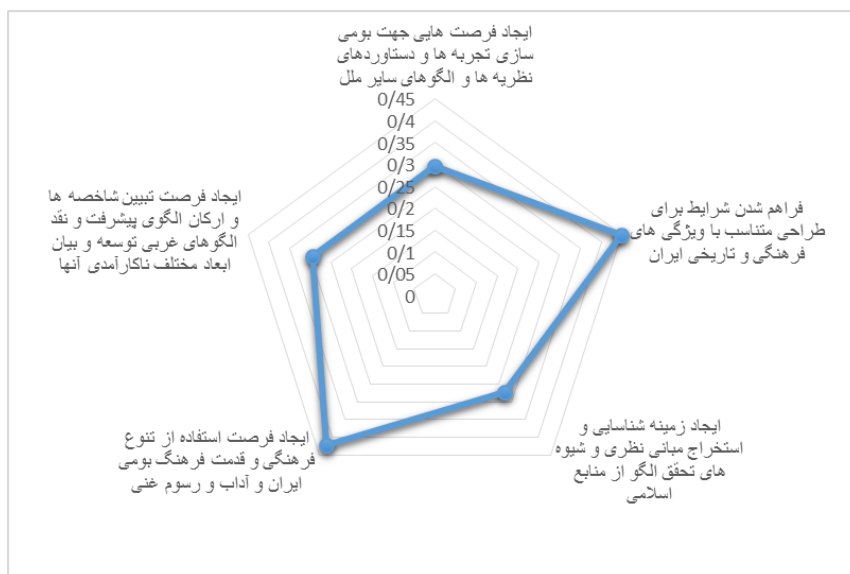 ایجاد فرصت هایی جهت بومی
سازی تجربه ها و دستاوردهای
نظریه ها و الگوهای سایر ملل
0/45
0/4
0/35
0/3
0/25
0/2
0/15
0/1
0/05
0
فراهم شدن شرایط برای
طراحی متناسب با ویژگی های
فرهنگی و تاریخی ایران
ایجاد زمینه شناسایی و
استخراج مبانی نظری و شیوه
های تحقق الگو از منابع
اسلامی
ایجاد فرصت استفاده از تنوع
فرهنگی و قدمت فرهنگ بومی
ایران و آداب و رسوم غنی
ایجاد فرصت تبیین شاخصه ها
و ارکان الگوی پیشرفت و نقد
الگوهای غربی توسعه و بیان
ابعاد مختلف ناکارآمدی آنها